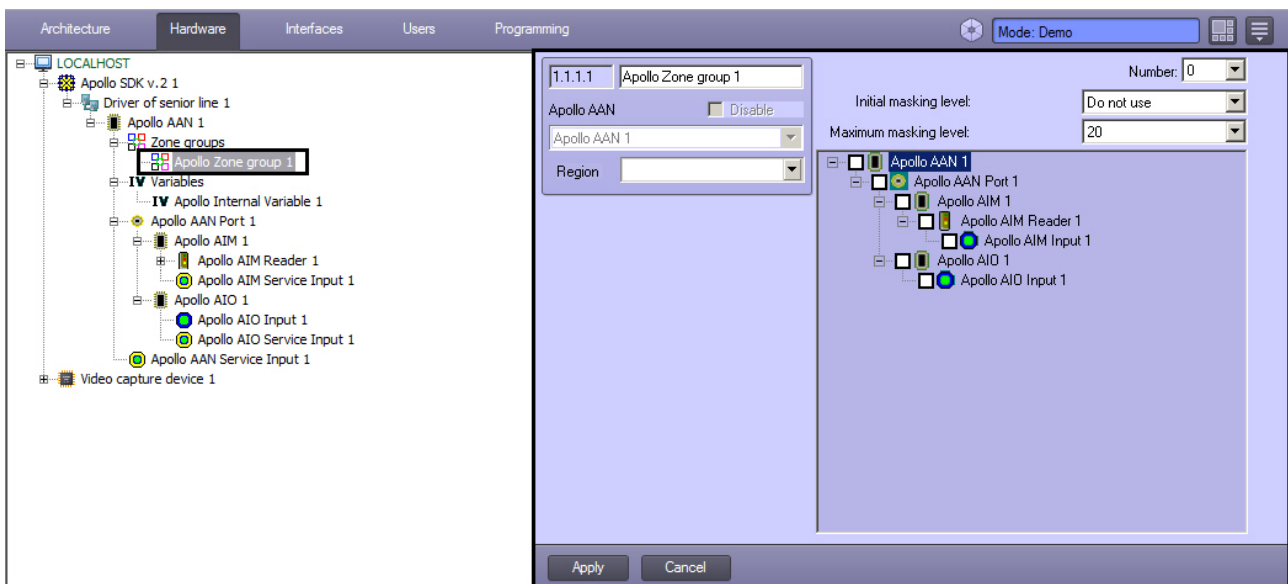 Architecture Hardware Interfaces Users Programming Mode: Demo
LOCALHOST
Apollo SDK v.2 1
Driver of senior line 1
Apollo AAN 1
Zone groups
Apollo Zone group 1
IV Variables
IV Apollo Internal Variable 1
Apollo AAN Port 1
Apollo AIM 1
Apollo AIM Reader 1
Apollo AIM Service Input 1
Apollo AIO 1
Apollo AIO Input 1
Apollo AIO Service Input 1
Apollo AAN Service Input 1
Video capture device 1
1.1.1.1 Apollo Zone group 1
Apollo AAN Disable
Apollo AAN 1
Region
Number: 0
Initial masking level: Do not use
Maximum masking level: 20
Apollo AAN 1
Apollo AAN Port 1
Apollo AIM 1
Apollo AIM Reader 1
Apollo AIM Input 1
Apollo AIO 1
Apollo AIO Input 1
Apply Cancel